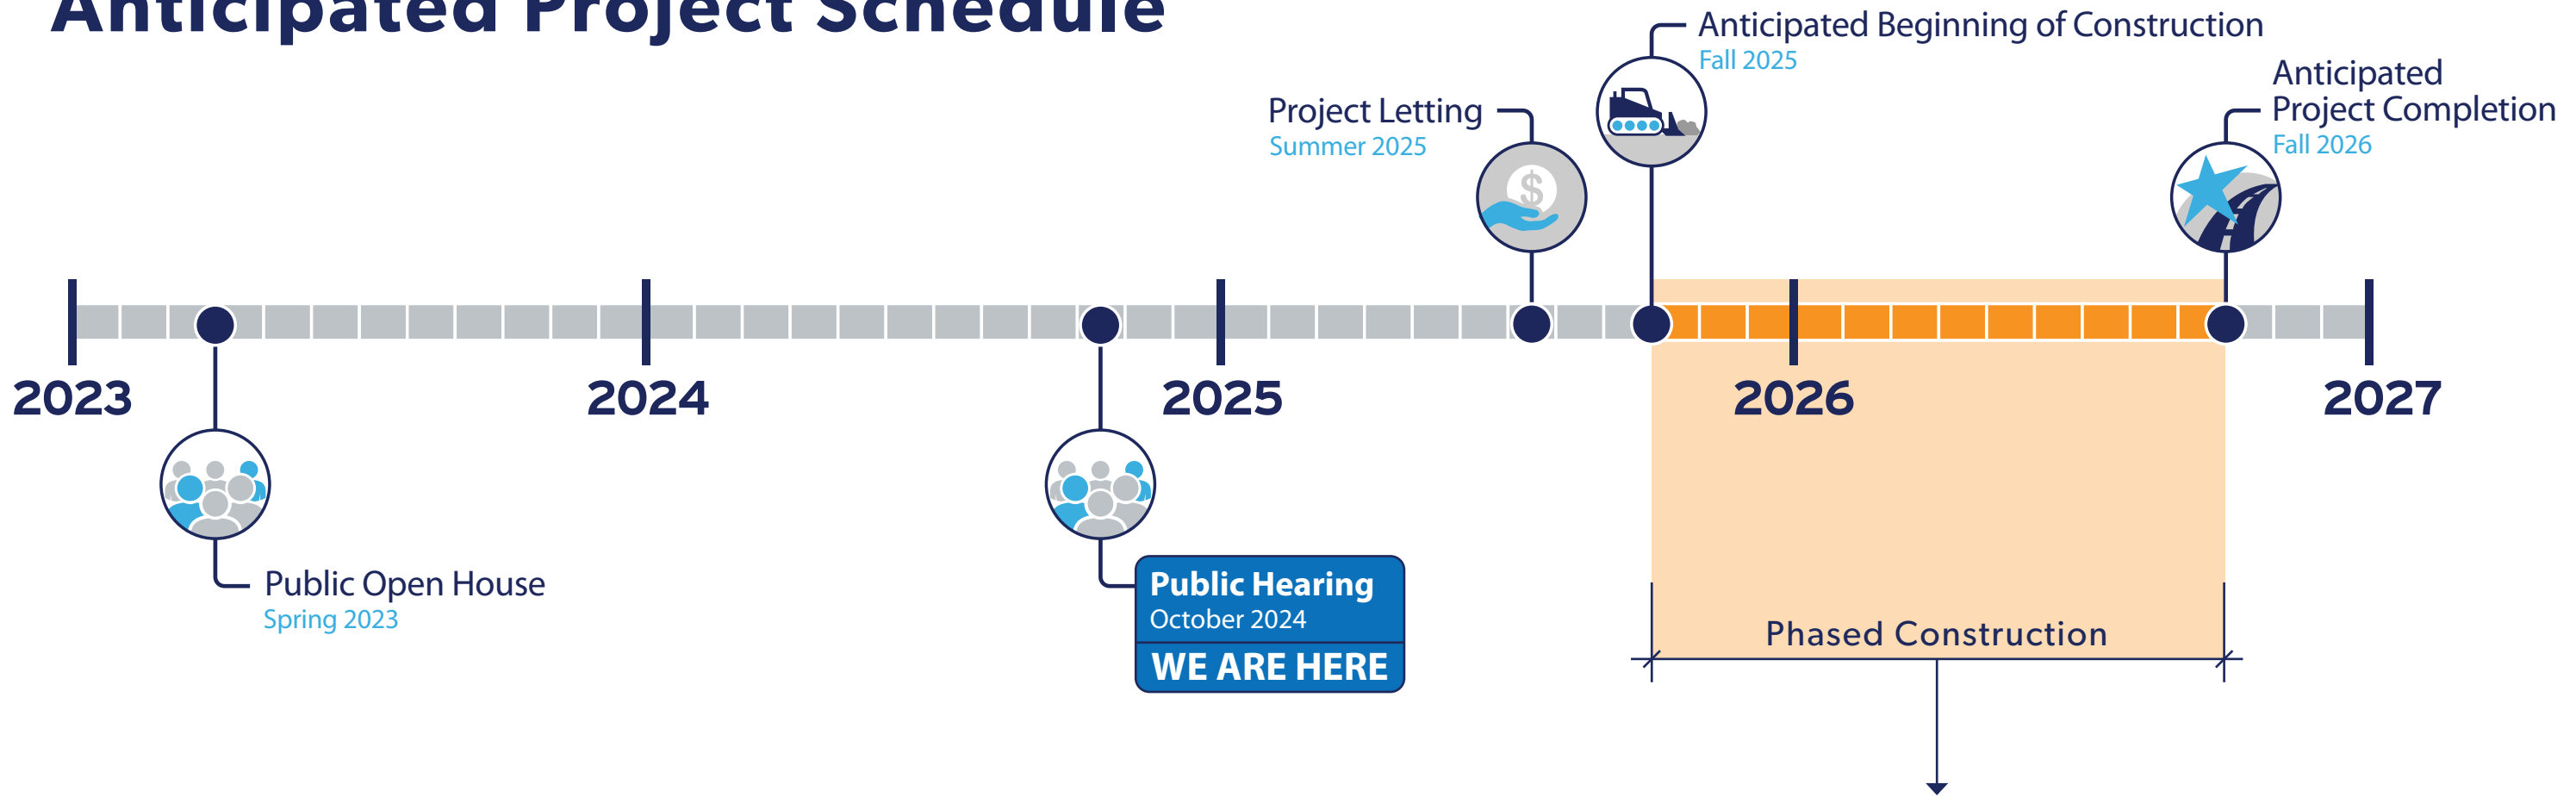 Anticipated Project Schedule
Anticipated Beginning of Construction
Fall 2025
Anticipated
Project Completion
Fall 2026
Project Letting
Summer 2025
$
2023
2024
2025
2026
2027
Public Open House
Spring 2023
Public Hearing
October 2024
WE ARE HERE
Phased Construction